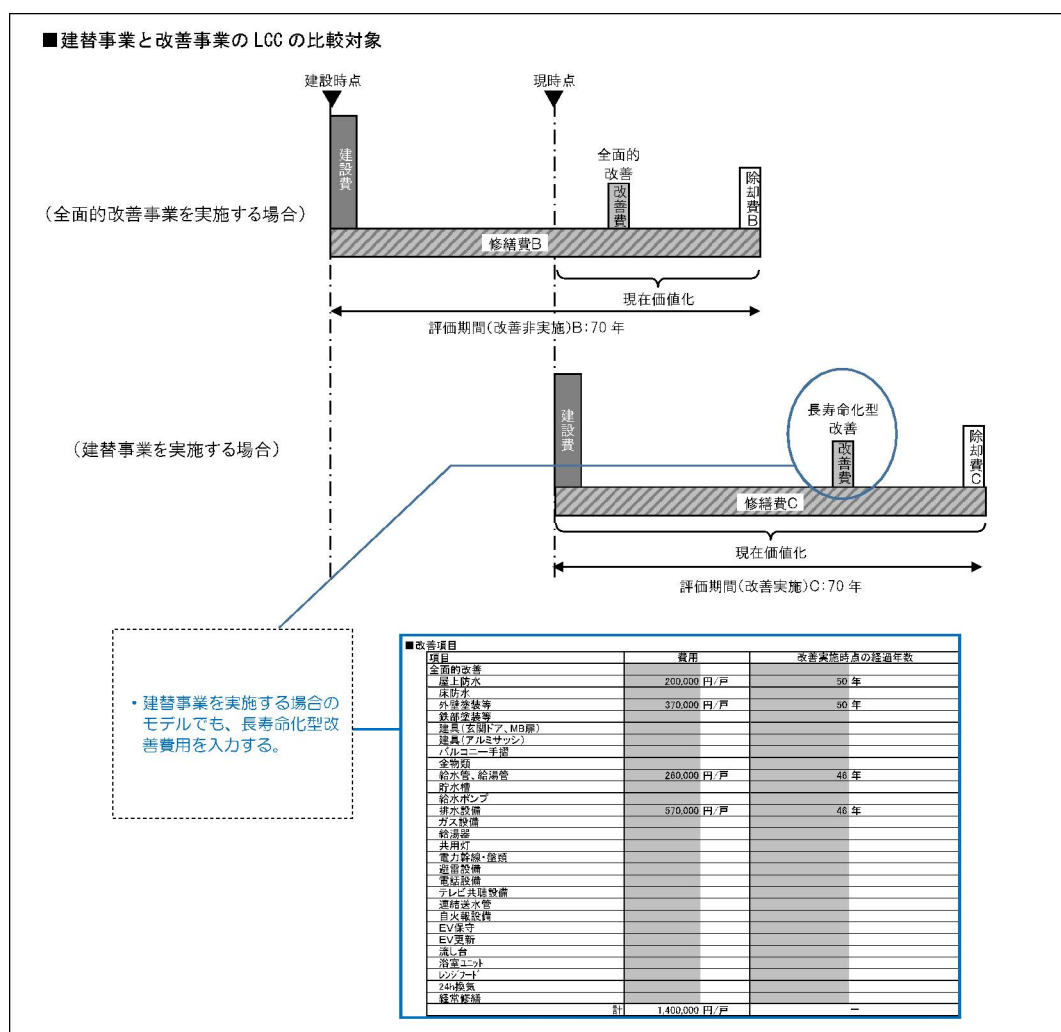 ■建替事業と改善事業のLCCの比較対象
建設時点
現時点
建設費
全面的
改善
改善費
除却費B
(全面的改善事業を実施する場合)
修繕費B
現在価値化
評価期間(改善非実施)B:70年
建設費
長寿命化型
改善
改善費
除却費C
(建替事業を実施する場合)
修繕費C
現在価値化
評価期間(改善実施)C:70年
・建替事業を実施する場合の
モデルでも、長寿命化型改
善費用を入力する。
■改善項目
項目 費用 改善実施時点の経過年数
全面的改善
屋上防水 200,000 円/戸 50 年
床防水
外壁塗装等 370,000 円/戸 50 年
鉄部塗装等
建具(玄関ドア、MB扉)
建具(アルミサッシ)
バルコニー手摺
金物類
給水管、給湯管 260,000 円/戸 46 年
貯水槽
給水ポンプ
排水設備 570,000 円/戸 46 年
ガス設備
給湯器
共用灯
電力幹線・盤類
避雷設備
電話設備
テレビ共聴設備
連結送水管
自火報設備
EV保守
EV更新
流し台
浴室ユニット
レンジフード
24h換気
経常修繕
計 1,400,000 円/戸 −